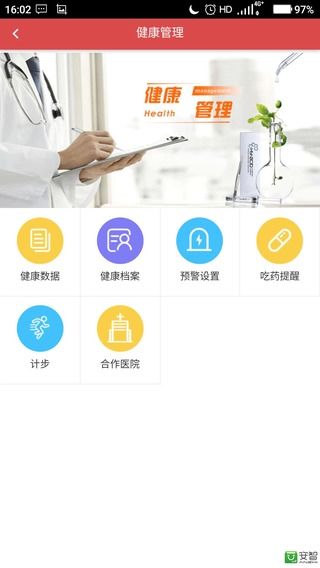 16:02
HD
4G+
97%
健康管理
健康
management
Health
管理
健康数据
健康档案
预警设置
吃药提醒
计步
合作医院
安智